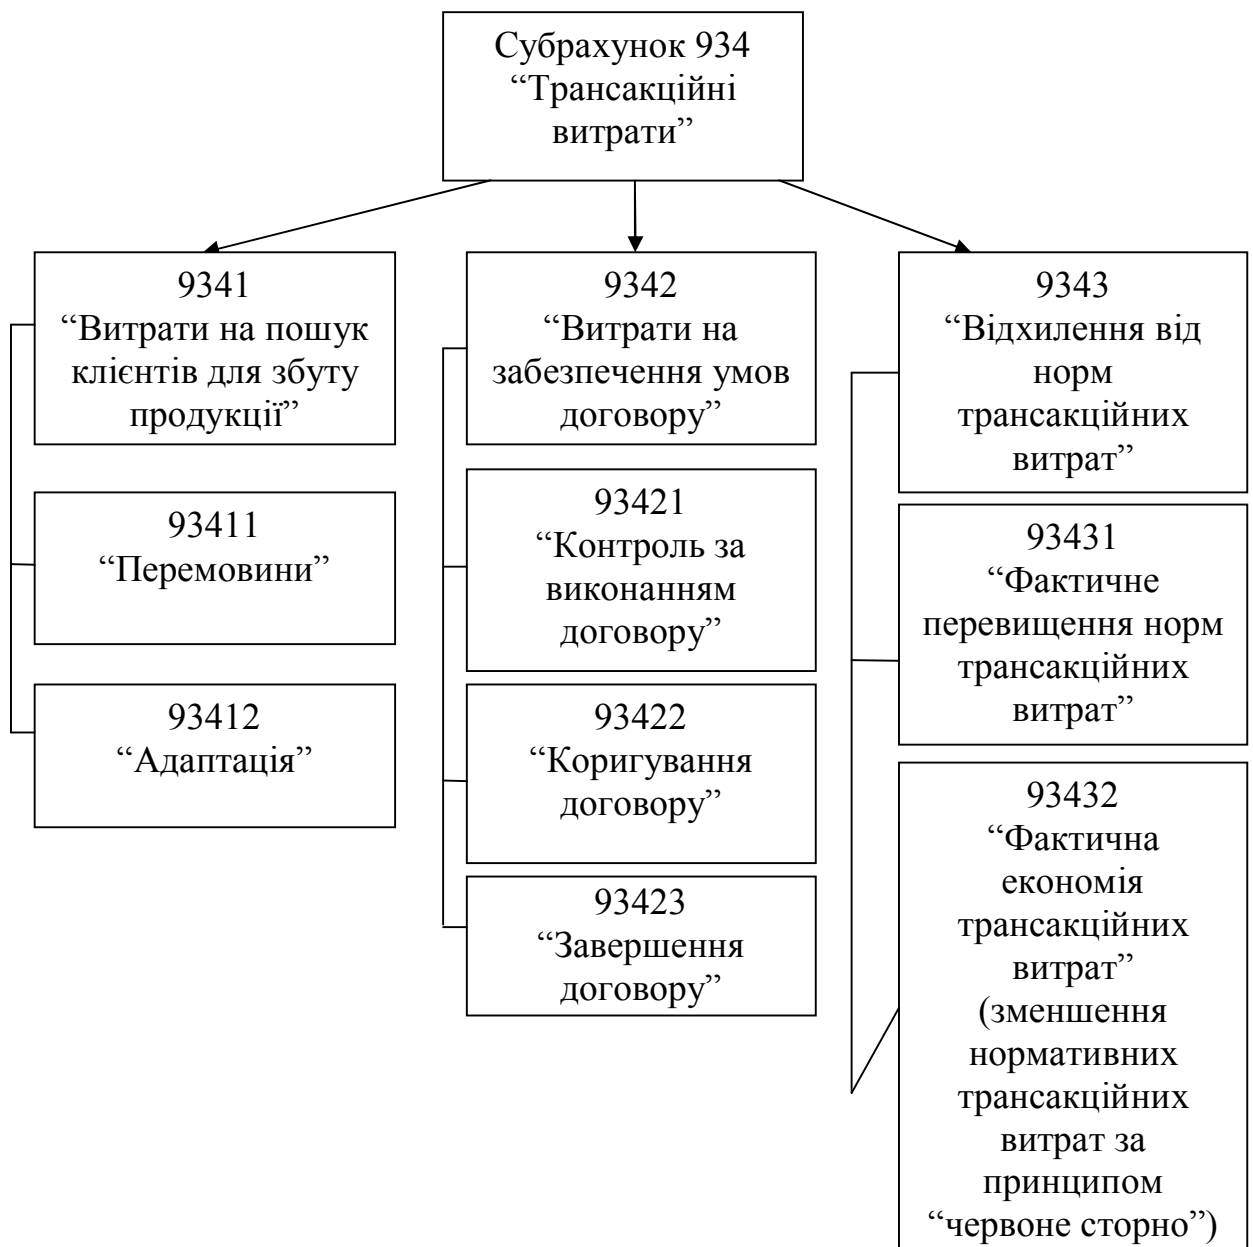 Субрахунок 934
“Трансакційні
витрати”
9341
“Витрати на пошук
клієнтів для збуту
продукції”
93411
“Перемовини”
93412
“Адаптація”
9342
“Витрати на
забезпечення умов
договору”
93421
“Контроль за
виконанням
договору”
93422
“Коригування
договору”
93423
“Завершення
договору”
9343
“Відхилення від
норм
трансакційних
витрат”
93431
“Фактичне
перевищення норм
трансакційних
витрат”
93432
“Фактична
економія
трансакційних
витрат”
(зменшення
нормативних
трансакційних
витрат за
принципом
“червоне сторно”)